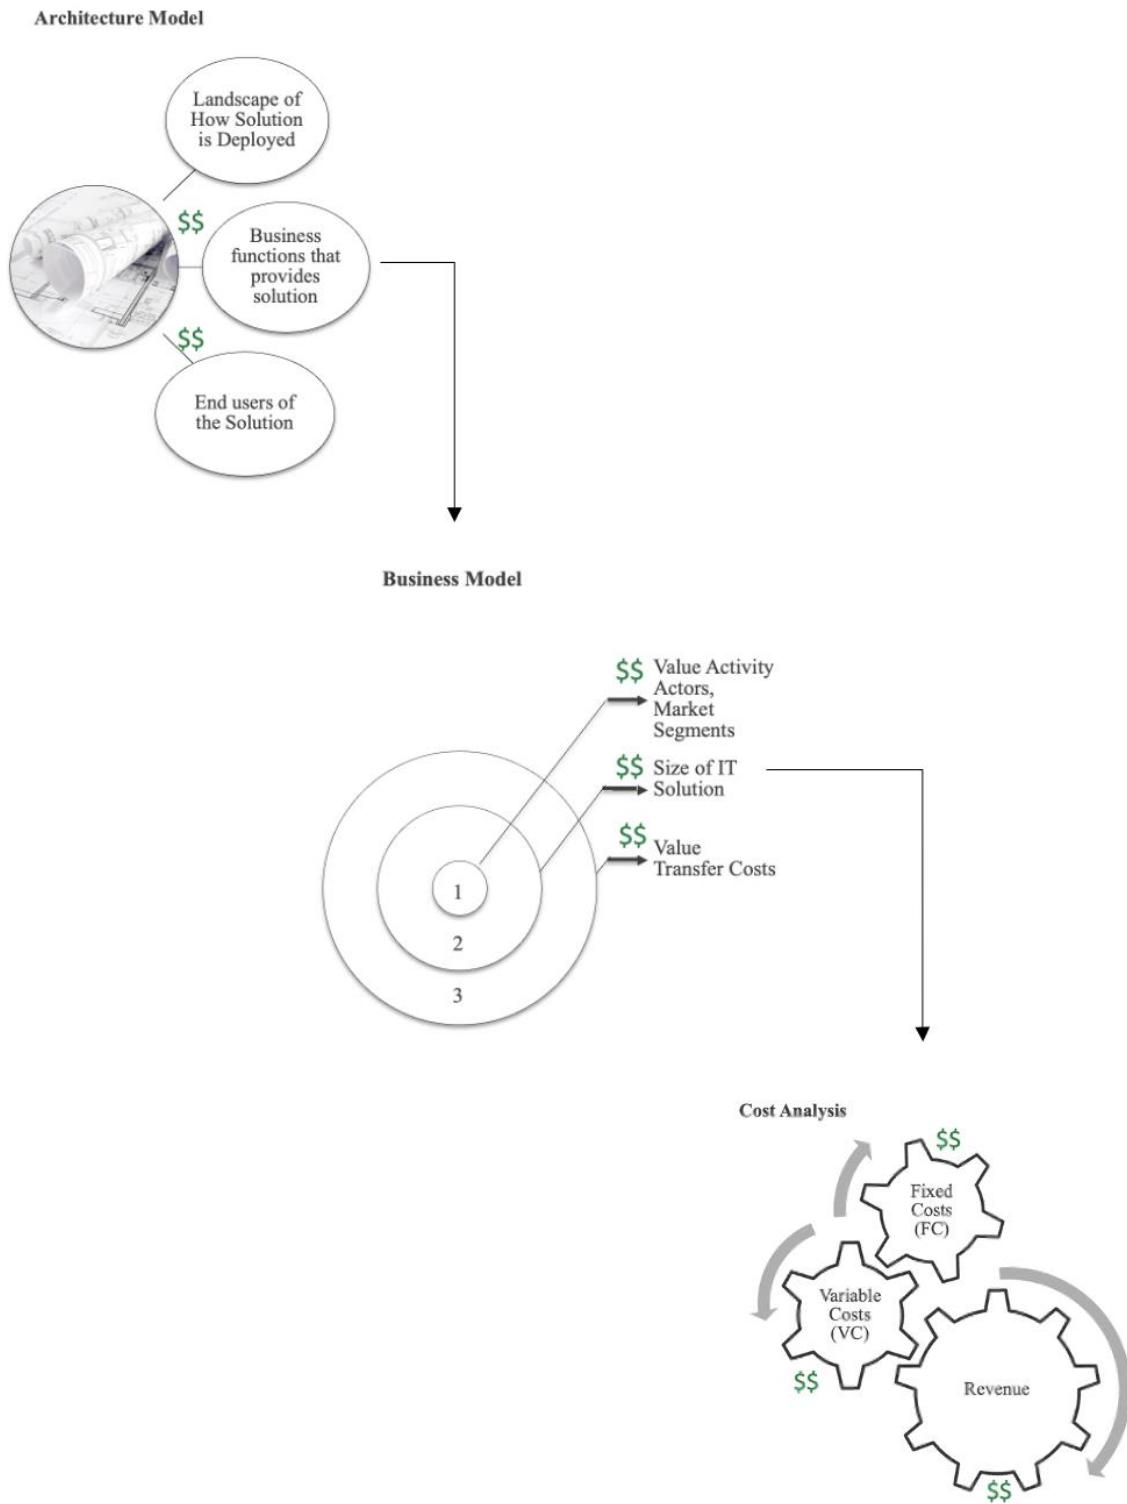 Architecture Model
Landscape of
How Solution
is Deployed
$$
Business
functions that
provides
solution
$$
End users of
the Solution
Business Model
$$ Value Activity
Actors,
Market
Segments
$$ Size of IT
Solution
$$ Value
Transfer Costs
1
2
3
Cost Analysis
$$
Fixed
Costs
(FC)
Variable
Costs
(VC)
$$
Revenue
$$